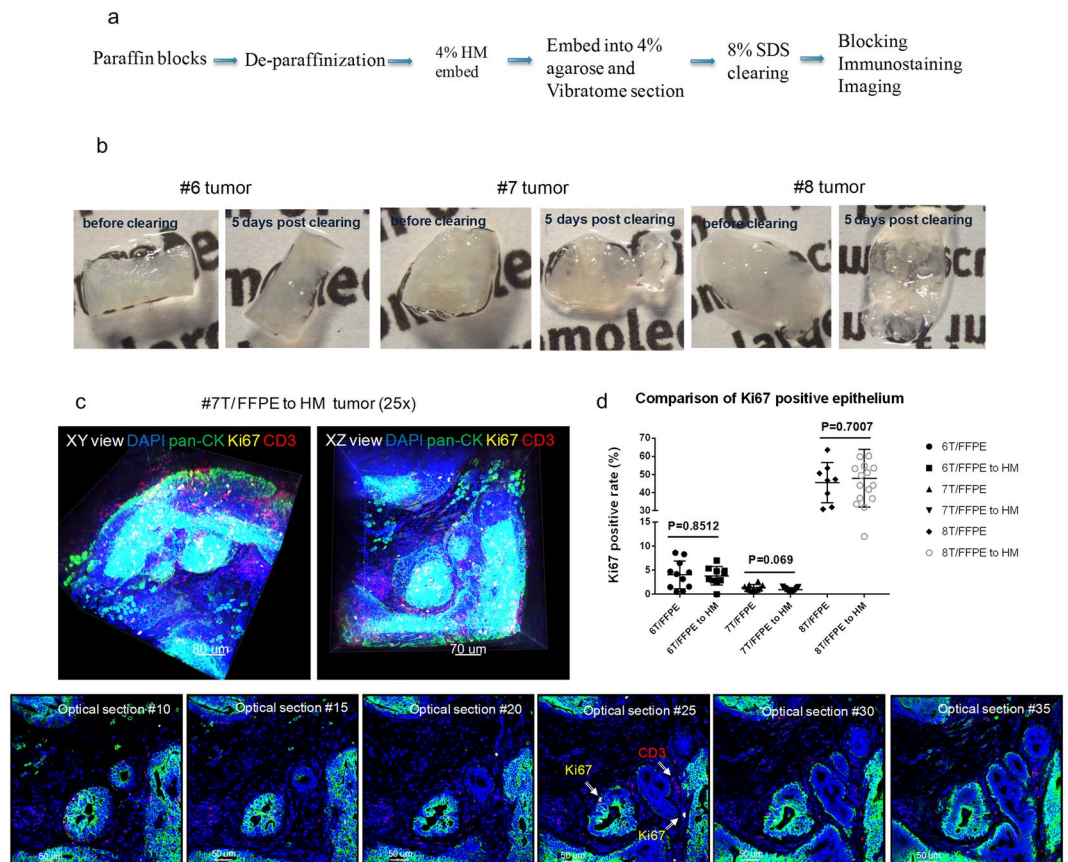 a
Paraffin blocks
De-paraffinization
4% HM
embed
Embed into 4%
agarose and
Vibratome section
8% SDS
clearing
Blocking
Immunostaining
Imaging
b
#6 tumor
#7 tumor
#8 tumor
before clearing
5 days post clearing
before clearing
5 days post clearing
before clearing
5 days post clearing
molec
molec
c
#7T/FFPE to HM tumor (25x)
XY view DAPI pan-CK Ki67 CD3
80 um
XZ view DAPI pan-CK Ki67 CD3
70 um
d
Comparison of Ki67 positive epithelium
Ki67 positive rate (%)
70
60
50
40
30
15
10
5
0
P=0.8512
P=0.069
P=0.7007
6T/FFPE
6T/FFPE to HM
7T/FFPE
7T/FFPE to HM
8T/FFPE
8T/FFPE to HM
6T/FFPE
6T/FFPE to HM
7T/FFPE
7T/FFPE to HM
8T/FFPE
8T/FFPE to HM
Optical section #10
50 um
Optical section #15
50 um
Optical section #20
50 um
Optical section #25
CD3
Ki67
Ki67
50 um
Optical section #30
50 um
Optical section #35
50 um